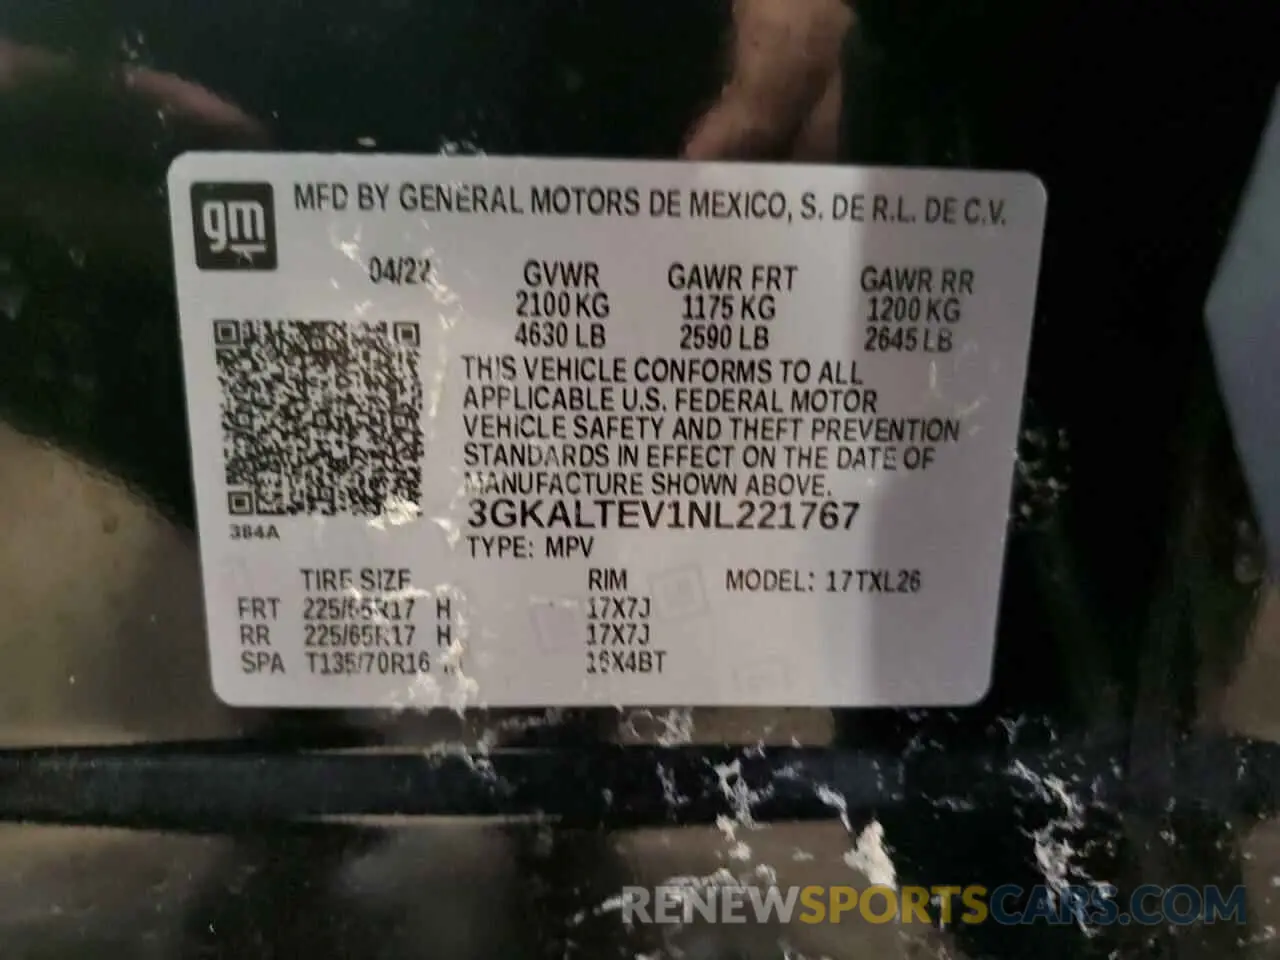 gm
MFD BY GENERAL MOTORS DE MEXICO, S. DE R.L. DE C.V.
04/22 GVWR GAWR FRT GAWR RR
2100 KG 1175 KG 1200 KG
4630 LB 2590 LB 2645 LB
THIS VEHICLE CONFORMS TO ALL
APPLICABLE U.S. FEDERAL MOTOR
VEHICLE SAFETY AND THEFT PREVENTION
STANDARDS IN EFFECT ON THE DATE OF
MANUFACTURE SHOWN ABOVE.
3GKALTEV1NL221767
384A
TYPE: MPV
TIRE SIZE RIM MODEL: 17TXL26
FRT 225/65R17 H 17X7J
RR 225/65R17 H 17X7J
SPA T135/70R16 16X4BT
RENEWSPORTSCARS.COM